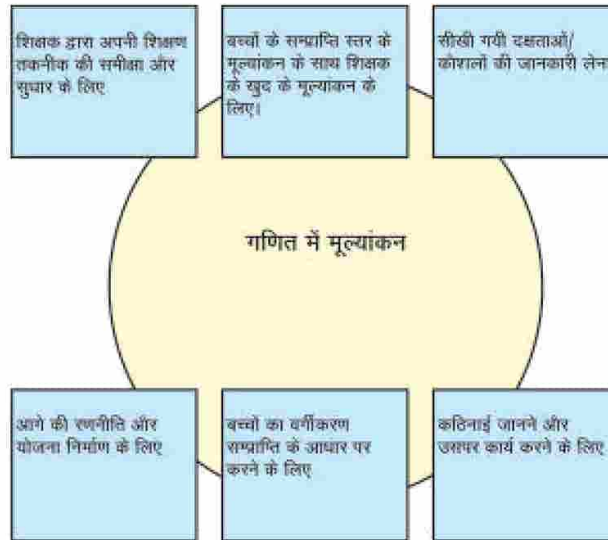 शिक्षक द्वारा अपनी शिक्षण
तकनीक की समीक्षा और
सुधार के लिए
बच्चों के सम्प्राप्ति स्तर के
मूल्यांकन के साथ शिक्षक
के खुद के मूल्यांकन के
लिए।
सीखी गयी दक्षताओं/
कौशलों की जानकारी लेना
गणित में मूल्यांकन
आगे की रणनीति और
योजना निर्माण के लिए
बच्चों का वर्गीकरण
सम्प्राप्ति के आधार पर
करने के लिए
कठिनाई जानने और
उसपर कार्य करने के लिए